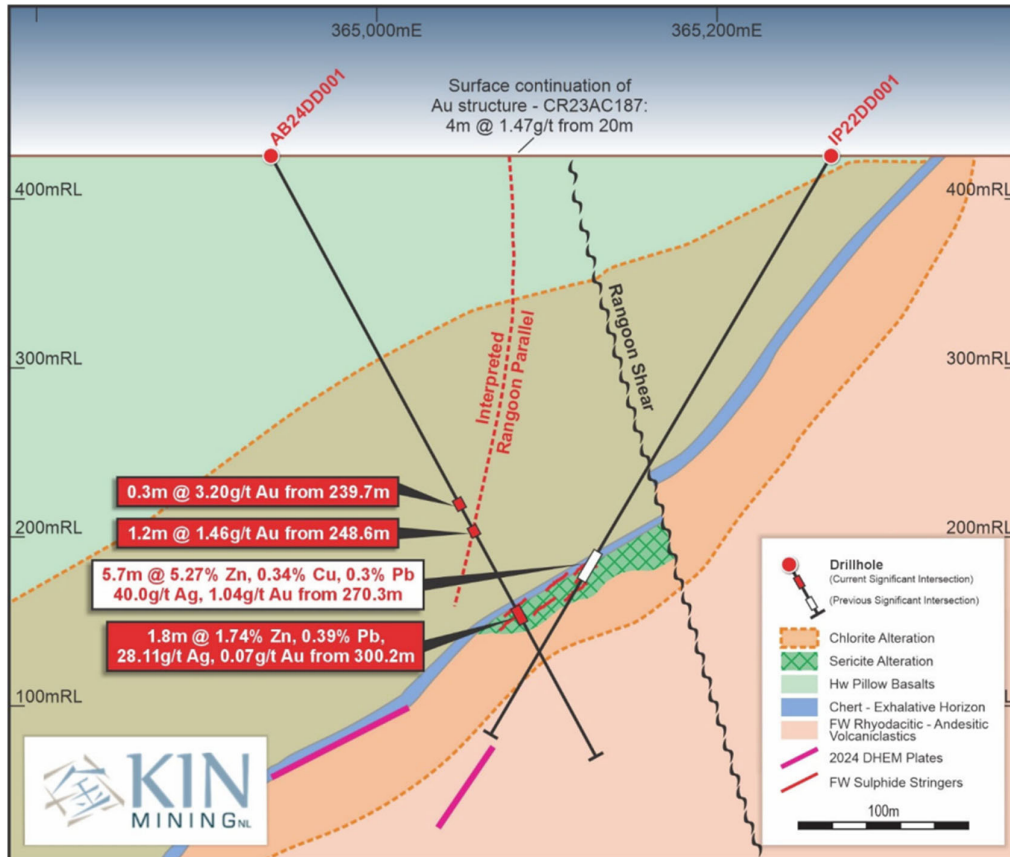 365,000mE
365,200mE
AB24DD001
Surface continuation of
Au structure - CR23AC187:
4m @ 1.47g/t from 20m
IP22DD001
400mRL
400mRL
Interpreted
Rangoon Parallel
Rangoon Shear
300mRL
300mRL
0.3m @ 3.20g/t Au from 239.7m
200mRL
200mRL
1.2m @ 1.46g/t Au from 248.6m
5.7m @ 5.27% Zn, 0.34% Cu, 0.3% Pb
40.0g/t Ag, 1.04g/t Au from 270.3m
1.8m @ 1.74% Zn, 0.39% Pb,
28.11g/t Ag, 0.07g/t Au from 300.2m
100mRL
100mRL
Drillhole
(Current Significant Intersection)
(Previous Significant Intersection)
Chlorite Alteration
Sericite Alteration
Hw Pillow Basalts
Chert - Exhalative Horizon
FW Rhyodacitic - Andesitic
Volcaniclastics
2024 DHEM Plates
FW Sulphide Stringers
100m
金 KIN
MINING NL